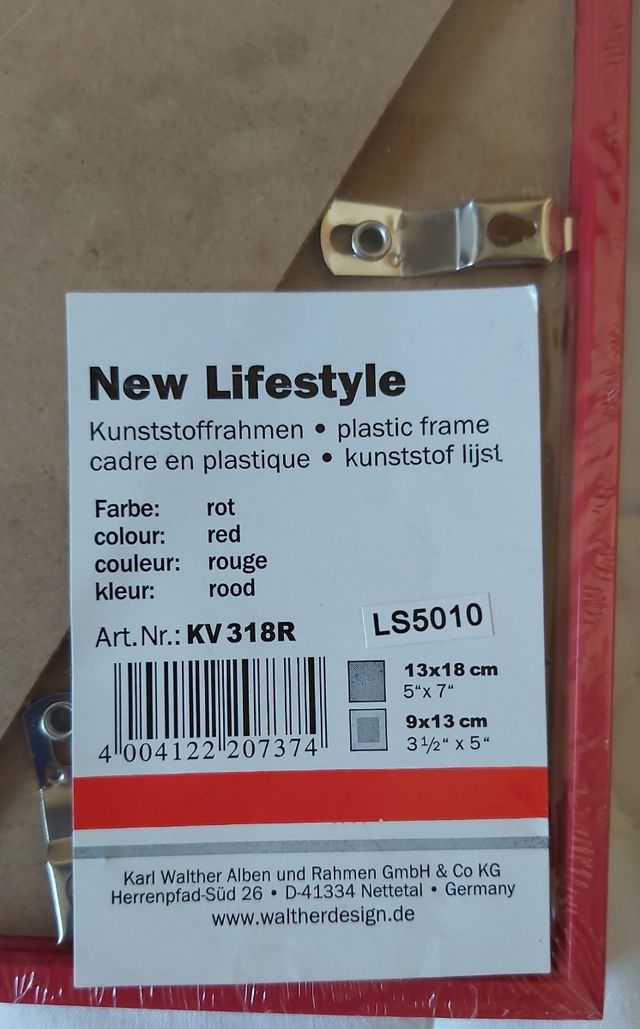 New Lifestyle
Kunststoffrahmen • plastic frame
cadre en plastique • kunststof lijst
Farbe: rot
colour: red
couleur: rouge
kleur: rood
Art.Nr.: KV318R
LS5010
13x18 cm
5“x 7“
9x13 cm
3½“ x 5“
4 004122 207374
Karl Walther Alben und Rahmen GmbH & Co KG
Herrenpfad-Süd 26 • D-41334 Nettetal • Germany
www.waltherdesign.de